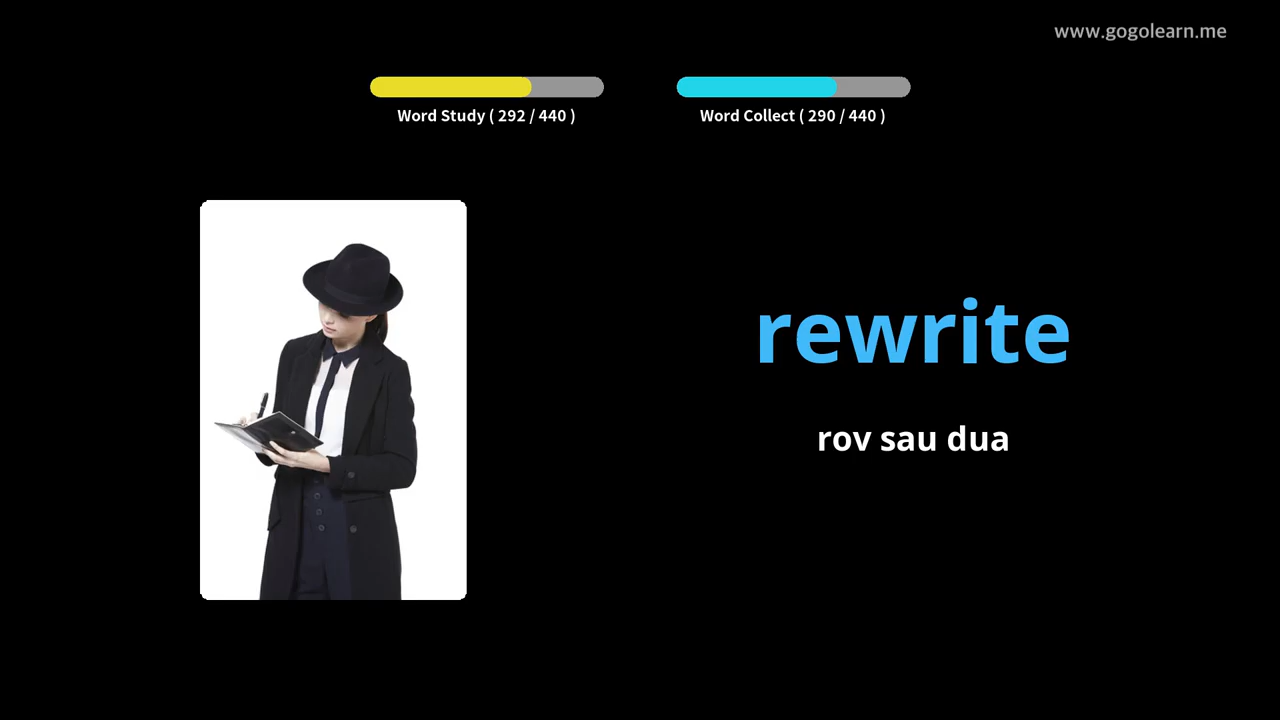 www.gogolearn.me
Word Study ( 292 / 440 )
Word Collect ( 290 / 440 )
rewrite
rov sau dua